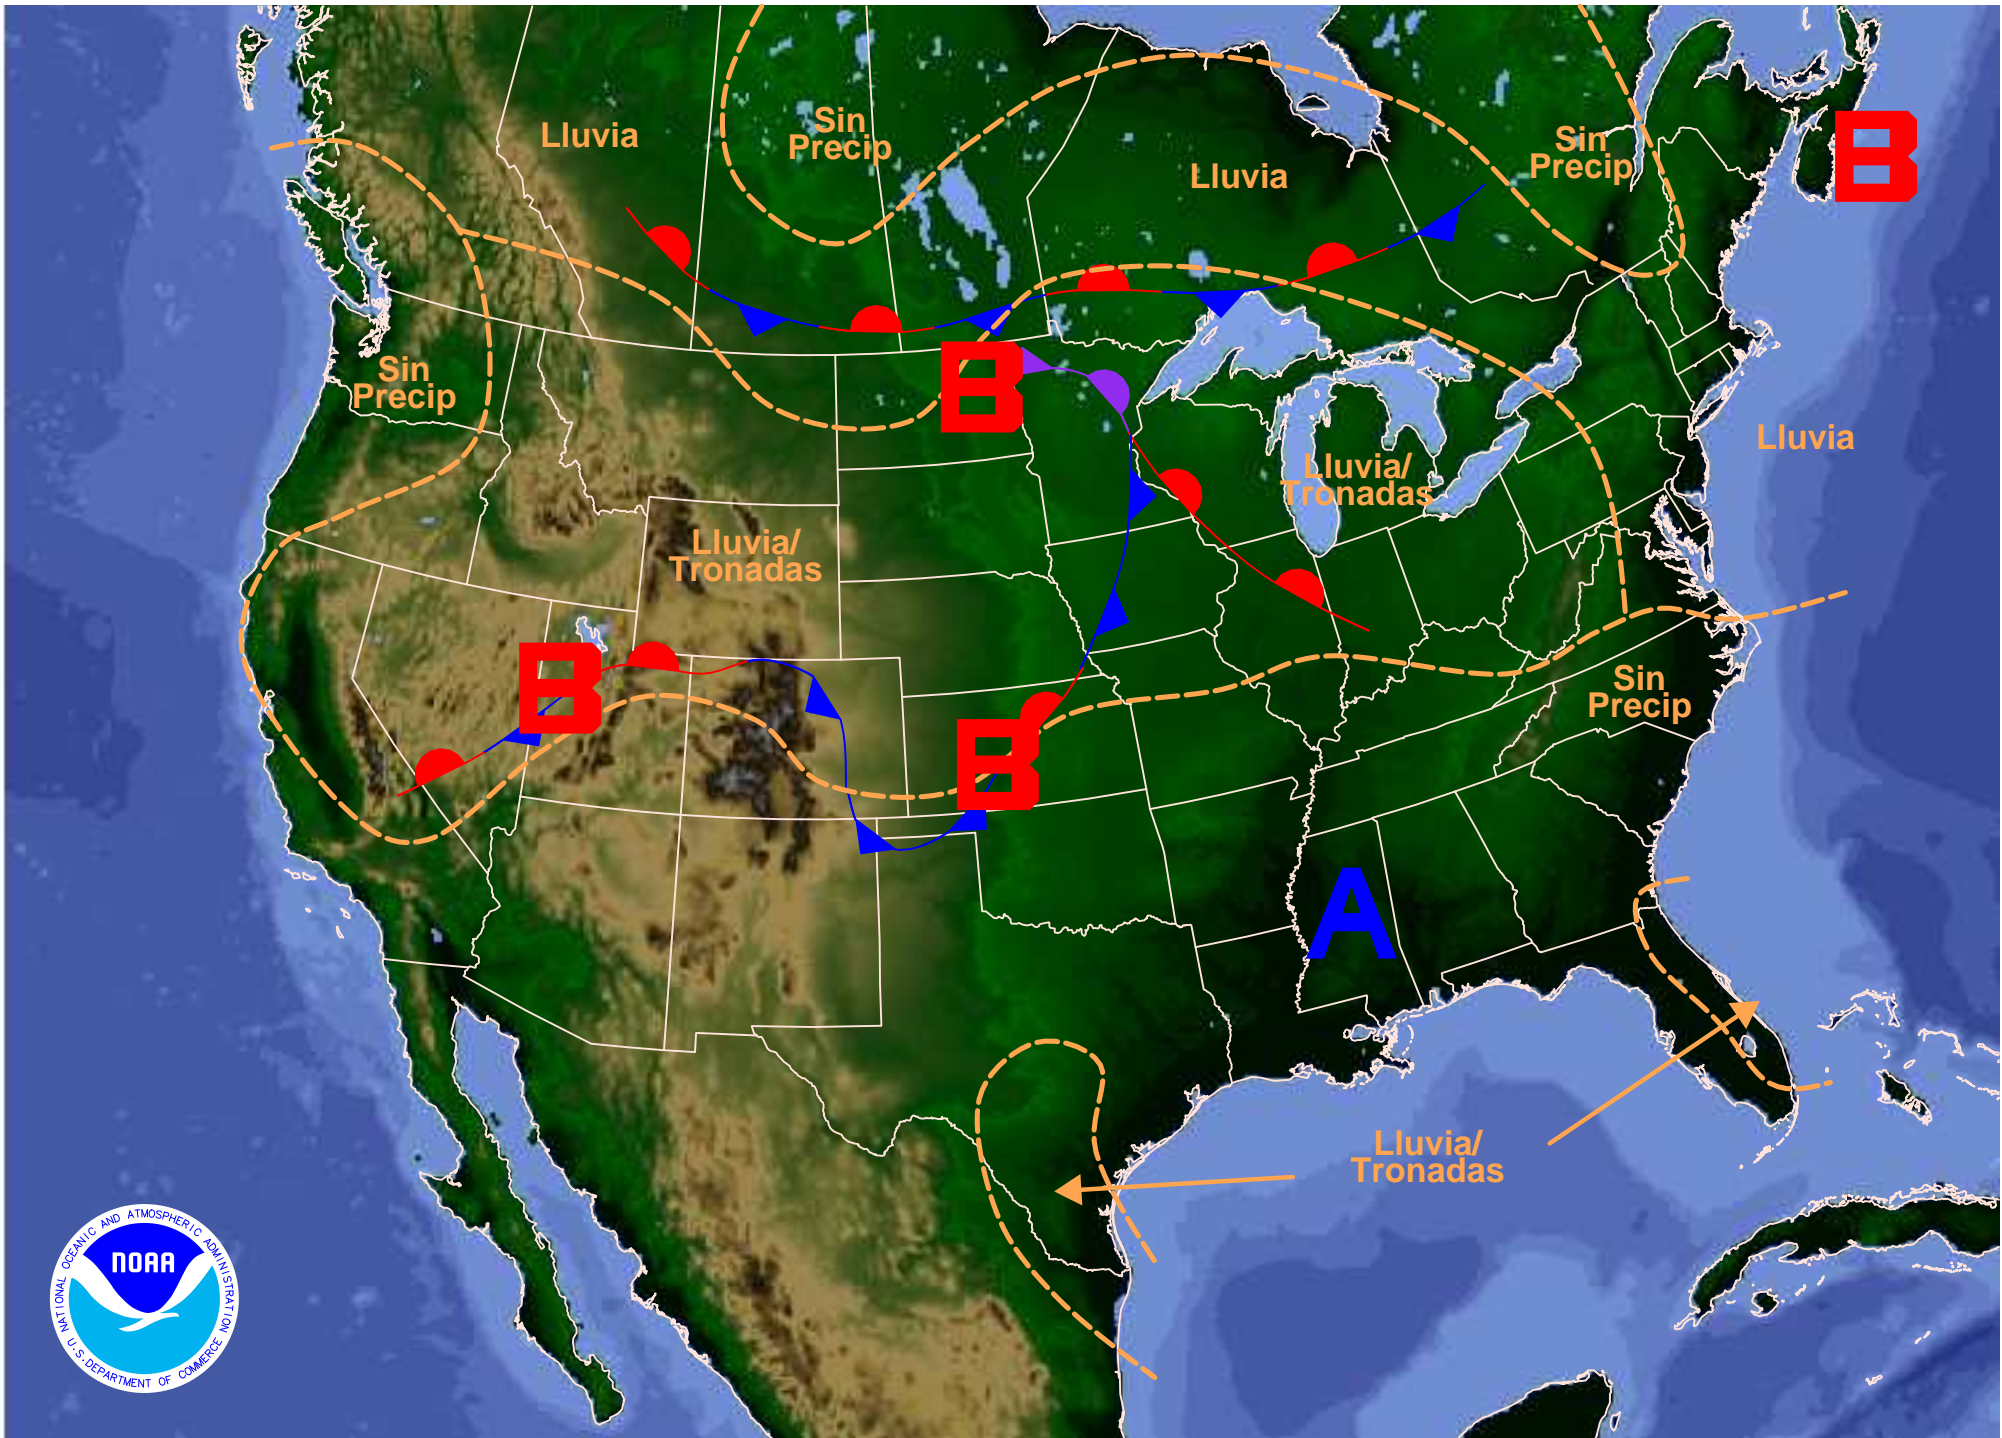 Lluvia
Sin
Precip
Lluvia
Sin
Precip
B
Sin
Precip
B
Lluvia
Lluvia/
Tronadas
Lluvia/
Tronadas
B
B
Sin
Precip
A
Lluvia/
Tronadas
NATIONAL OCEANIC AND ATMOSPHERIC ADMINISTRATION
NOAA
U.S. DEPARTMENT OF COMMERCE